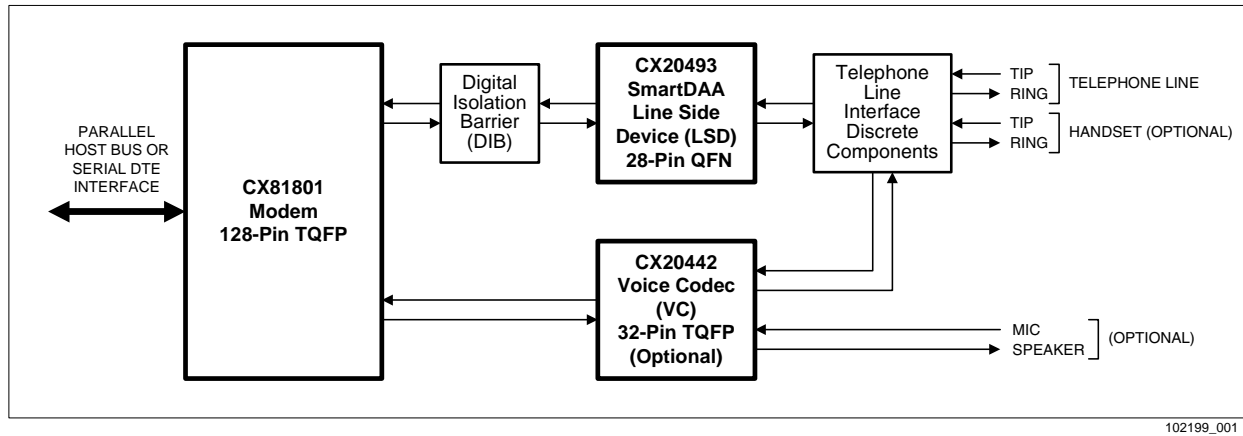 PARALLEL
HOST BUS OR
SERIAL DTE
INTERFACE
CX81801
Modem
128-Pin TQFP
Digital
Isolation
Barrier
(DIB)
CX20493
SmartDAA
Line Side
Device (LSD)
28-Pin QFN
Telephone
Line
Interface
Discrete
Components
TIP
RING
TELEPHONE LINE
TIP
RING
HANDSET (OPTIONAL)
CX20442
Voice Codec
(VC)
32-Pin TQFP
(Optional)
MIC
SPEAKER
(OPTIONAL)
102199_001